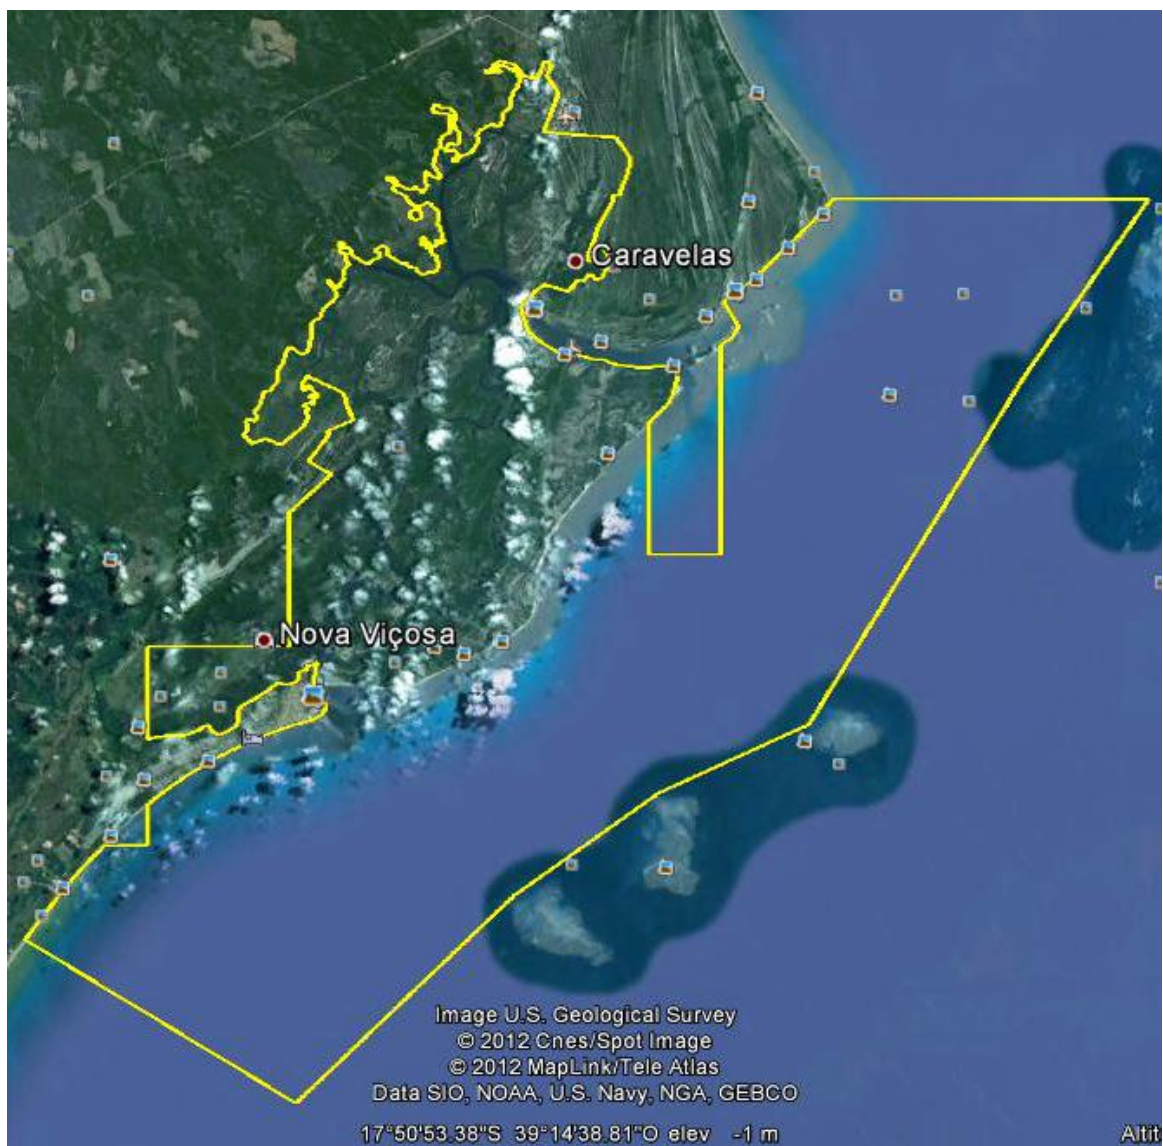 Caravelas
Nova Viçosa
Image U.S. Geological Survey
© 2012 Cnes/Spot Image
© 2012 MapLink/Tele Atlas
Data SIO, NOAA, U.S. Navy, NGA, GEBCO
17°50'53.38"S 39°14'38.81"O elev -1 m
Altit